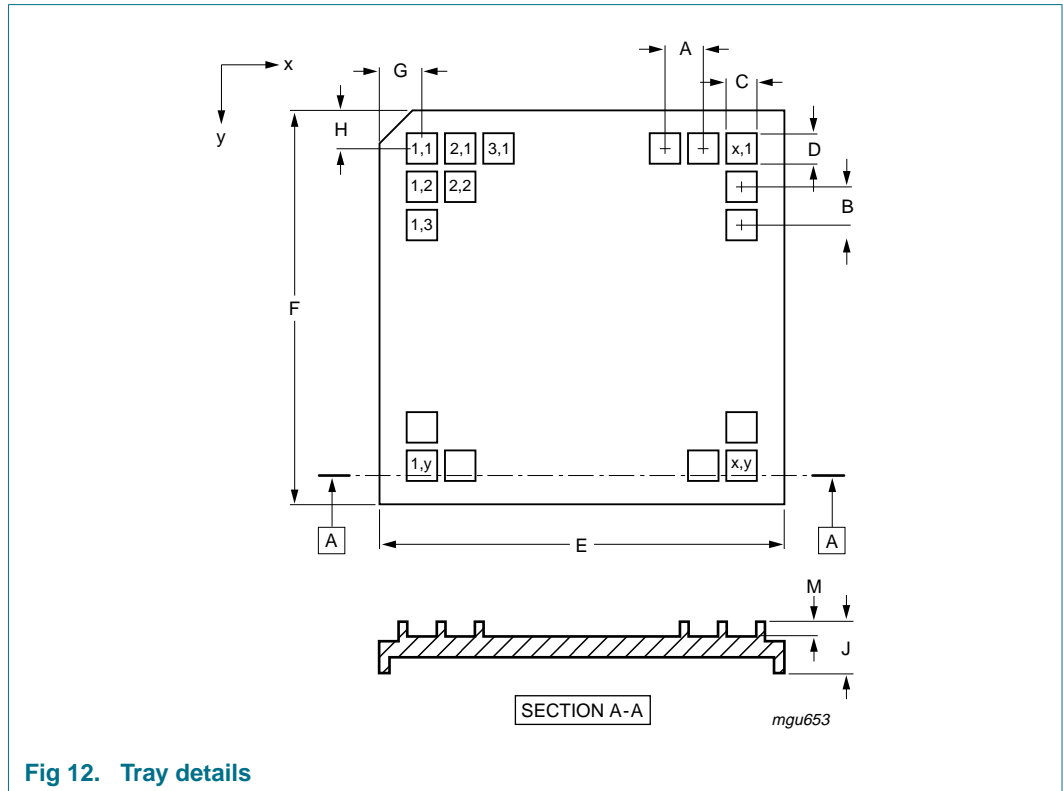 x
G
A
C
y
H
1,1 2,1 3,1
x,1
D
1,2 2,2
B
1,3
F
1,y
x,y
A
E
A
M
J
SECTION A-A
mgu653
Fig 12. Tray details